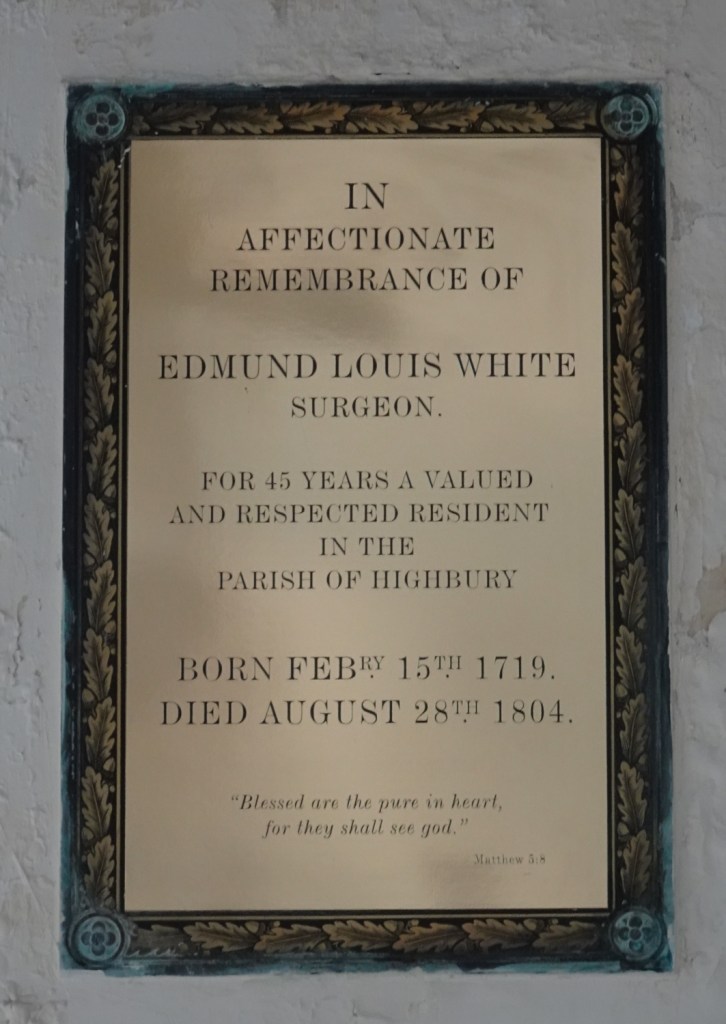 IN
AFFECTIONATE
REMEMBRANCE OF
EDMUND LOUIS WHITE
SURGEON.
FOR 45 YEARS A VALUED
AND RESPECTED RESIDENT
IN THE
PARISH OF HIGHBURY
BORN FEBRY 15TH 1719.
DIED AUGUST 28TH 1804.
“Blessed are the pure in heart,
for they shall see god.”
Matthew 5:8